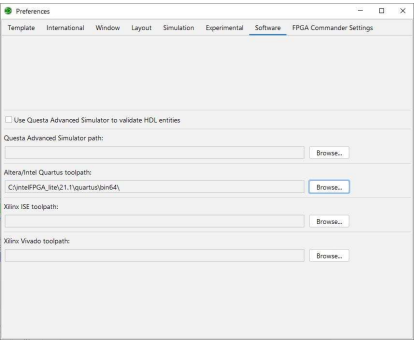 Preferences
Template International Window Layout Simulation Experimental Software FPGA Commander Settings
Use Questa Advanced Simulator to validate HDL entities
Questa Advanced Simulator path:
Browse...
Altera/Intel Quartus toolpath:
C:\intelFPGA_lite\21.1\quartus\bin64\ Browse...
Xilinx ISE toolpath:
Browse...
Xilinx Vivado toolpath:
Browse...